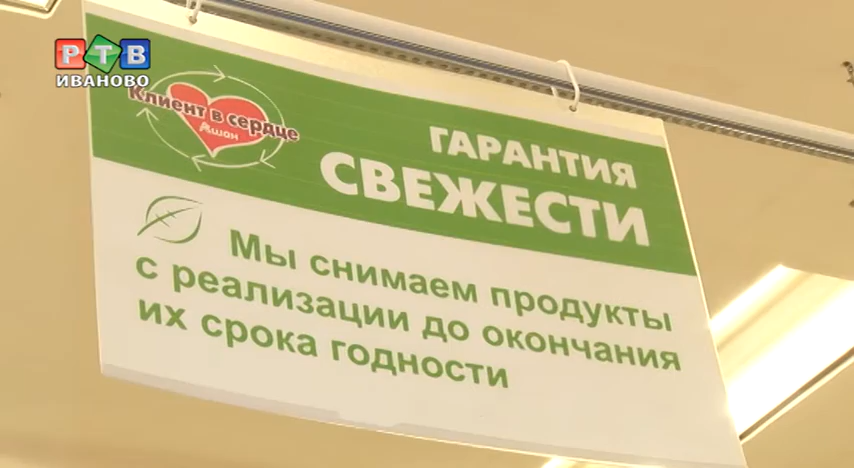 РТВ
ИВАНОВО
Клиент в сердце
Ашан
ГАРАНТИЯ
СВЕЖЕСТИ
Мы снимаем продукты
с реализации до окончания
их срока годности